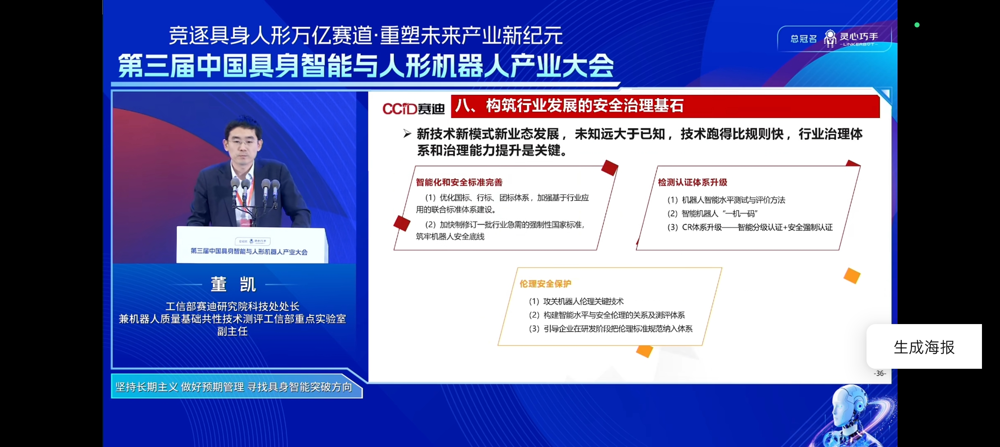 竞逐具身人形万亿赛道·重塑未来产业新纪元
第三届中国具身智能与人形机器人产业大会
总冠名 灵心巧手
-LINKERBOT-
CCID赛迪 八、构筑行业发展的安全治理基石
新技术新模式新业态发展，未知远大于已知，技术跑得比规则快，行业治理体
系和治理能力提升是关键。
智能化和安全标准完善
（1）优化国标、行标、团标体系，加强基于行业应
用的联合标准体系建设。
（2）加快制修订一批行业急需的强制性国家标准，
筑牢机器人安全底线
检测认证体系升级
（1）机器人智能水平测试与评价方法
（2）智能机器人“一机一码”
（3）CR体系升级——智能分级认证+安全强制认证
伦理安全保护
（1）攻关机器人伦理关键技术
（2）构建智能水平与安全伦理的关系及测评体系
（3）引导企业在研发阶段把伦理标准规范纳入体系
-36-
总冠名 灵心巧手
第三届中国具身智能与人形机器人产业大会
董 凯
工信部赛迪研究院科技处处长
兼机器人质量基础共性技术测评工信部重点实验室
副主任
坚持长期主义 做好预期管理 寻找具身智能突破方向
生成海报